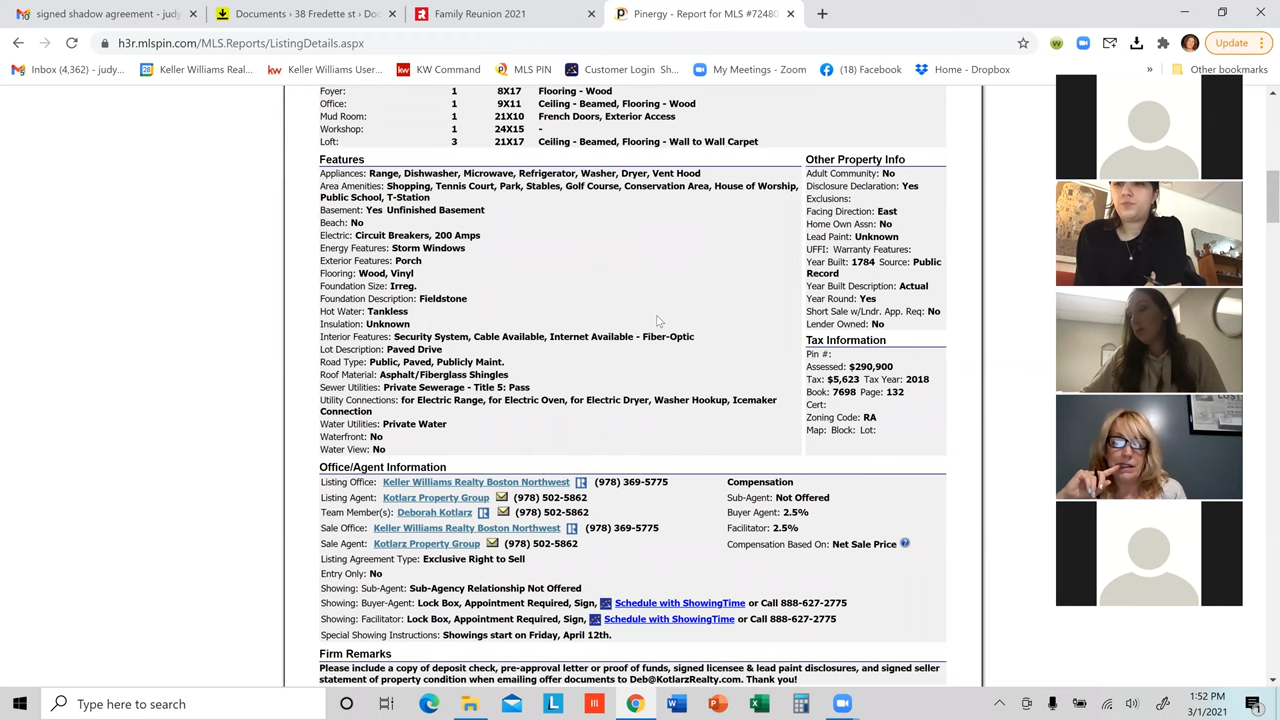 signed shadow agreement - judy
Documents ‹ 38 Fredette st › Doc
Family Reunion 2021
Pinergy - Report for MLS #72480
h3r.mlspin.com/MLS.Reports/ListingDetails.aspx
Update
Inbox (4,362) - judy...
Keller Williams Real...
Keller Williams User...
KW Command
MLS PIN
Customer Login Sh...
My Meetings - Zoom
(18) Facebook
Home - Dropbox
»
Other bookmarks
Foyer: 1 8X17 Flooring - Wood
Office: 1 9X11 Ceiling - Beamed, Flooring - Wood
Mud Room: 1 21X10 French Doors, Exterior Access
Workshop: 1 24X15 -
Loft: 3 21X17 Ceiling - Beamed, Flooring - Wall to Wall Carpet
Features
Appliances: Range, Dishwasher, Microwave, Refrigerator, Washer, Dryer, Vent Hood
Area Amenities: Shopping, Tennis Court, Park, Stables, Golf Course, Conservation Area, House of Worship,
Public School, T-Station
Basement: Yes Unfinished Basement
Beach: No
Electric: Circuit Breakers, 200 Amps
Energy Features: Storm Windows
Exterior Features: Porch
Flooring: Wood, Vinyl
Foundation Size: Irreg.
Foundation Description: Fieldstone
Hot Water: Tankless
Insulation: Unknown
Interior Features: Security System, Cable Available, Internet Available - Fiber-Optic
Lot Description: Paved Drive
Road Type: Public, Paved, Publicly Maint.
Roof Material: Asphalt/Fiberglass Shingles
Sewer Utilities: Private Sewerage - Title 5: Pass
Utility Connections: for Electric Range, for Electric Oven, for Electric Dryer, Washer Hookup, Icemaker
Connection
Water Utilities: Private Water
Waterfront: No
Water View: No
Other Property Info
Adult Community: No
Disclosure Declaration: Yes
Exclusions:
Facing Direction: East
Home Own Assn: No
Lead Paint: Unknown
UFFI: Warranty Features:
Year Built: 1784 Source: Public
Record
Year Built Description: Actual
Year Round: Yes
Short Sale w/Lndr. App. Req: No
Lender Owned: No
Tax Information
Pin #:
Assessed: $290,900
Tax: $5,623 Tax Year: 2018
Book: 7698 Page: 132
Cert:
Zoning Code: RA
Map: Block: Lot:
Office/Agent Information
Listing Office: Keller Williams Realty Boston Northwest (978) 369-5775
Listing Agent: Kotlarz Property Group (978) 502-5862
Team Member(s): Deborah Kotlarz (978) 502-5862
Sale Office: Keller Williams Realty Boston Northwest (978) 369-5775
Sale Agent: Kotlarz Property Group (978) 502-5862
Listing Agreement Type: Exclusive Right to Sell
Entry Only: No
Showing: Sub-Agent: Sub-Agency Relationship Not Offered
Showing: Buyer-Agent: Lock Box, Appointment Required, Sign, Schedule with ShowingTime or Call 888-627-2775
Showing: Facilitator: Lock Box, Appointment Required, Sign, Schedule with ShowingTime or Call 888-627-2775
Special Showing Instructions: Showings start on Friday, April 12th.
Compensation
Sub-Agent: Not Offered
Buyer Agent: 2.5%
Facilitator: 2.5%
Compensation Based On: Net Sale Price
Firm Remarks
Please include a copy of deposit check, pre-approval letter or proof of funds, signed licensee & lead paint disclosures, and signed seller
statement of property condition when emailing offer documents to Deb@KotlarzRealty.com. Thank you!
Type here to search
1:52 PM
3/1/2021